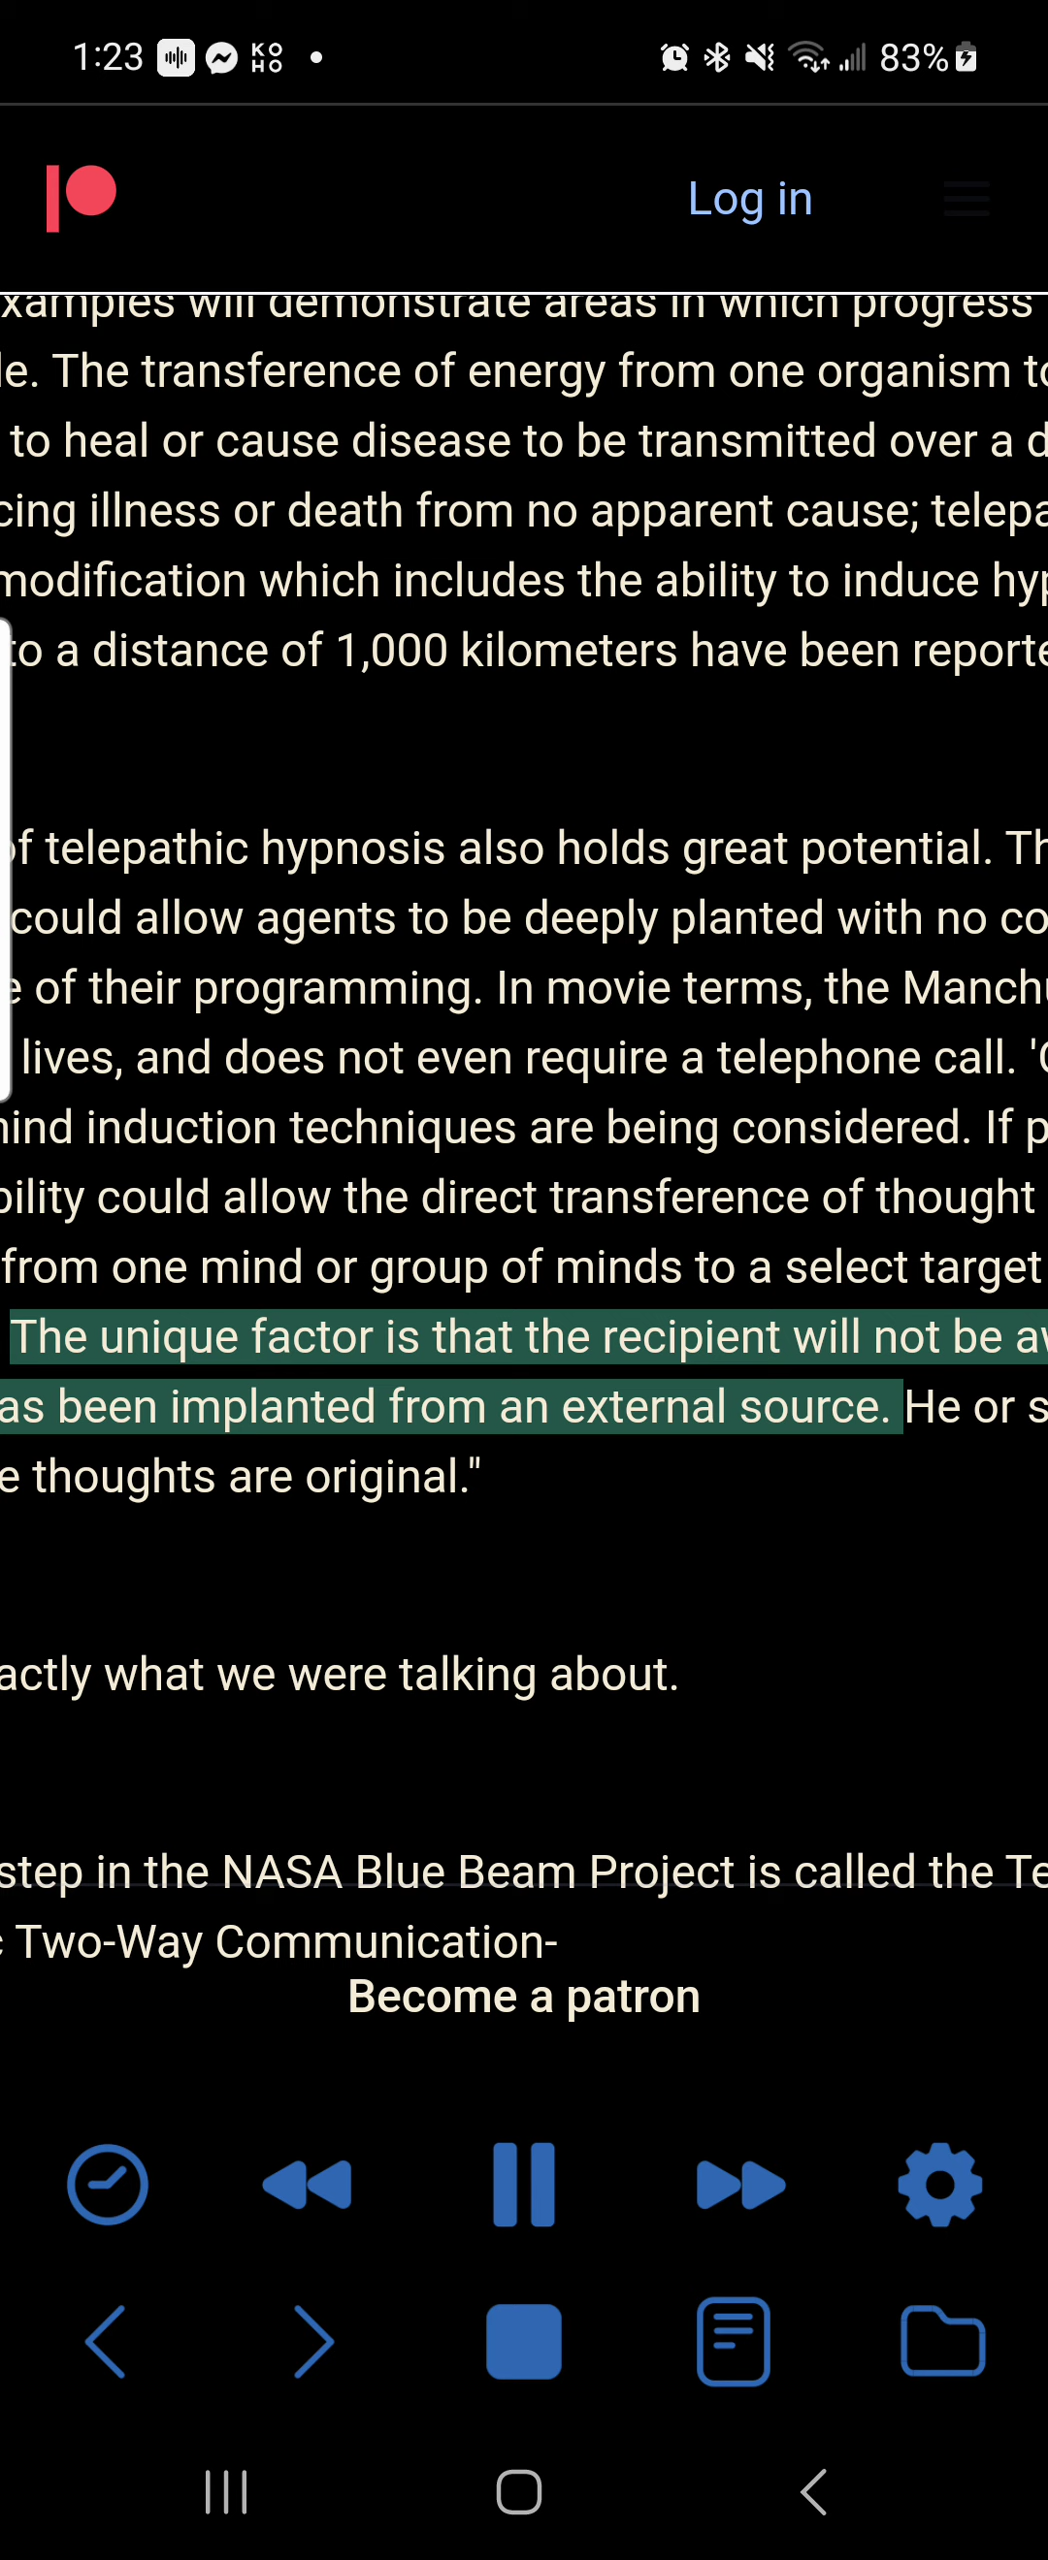 1:23 KOHO 83%
Log in
xamples will demonstrate areas in which progress
le. The transference of energy from one organism to
to heal or cause disease to be transmitted over a d
cing illness or death from no apparent cause; telepa
modification which includes the ability to induce hyp
to a distance of 1,000 kilometers have been reporte
of telepathic hypnosis also holds great potential. Th
could allow agents to be deeply planted with no co
e of their programming. In movie terms, the Manchu
lives, and does not even require a telephone call. '
mind induction techniques are being considered. If p
bility could allow the direct transference of thought
from one mind or group of minds to a select target
The unique factor is that the recipient will not be aw
as been implanted from an external source. He or s
e thoughts are original."
actly what we were talking about.
step in the NASA Blue Beam Project is called the Te
c Two-Way Communication-
Become a patron